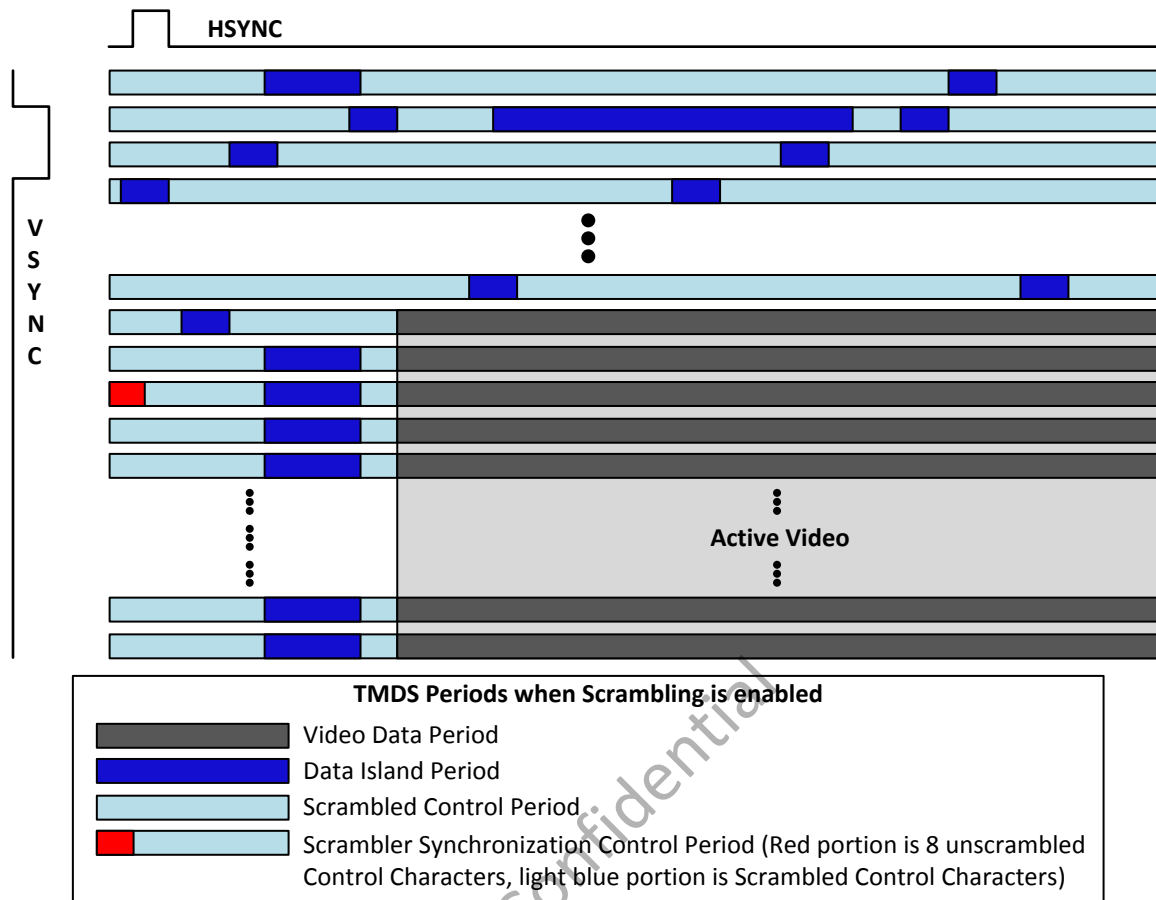 HSYNC
V
S
Y
N
C
Active Video
TMDS Periods when Scrambling is enabled
Video Data Period
Data Island Period
Scrambled Control Period
Scrambler Synchronization Control Period (Red portion is 8 unscrambled
Control Characters, light blue portion is Scrambled Control Characters)
Confidential